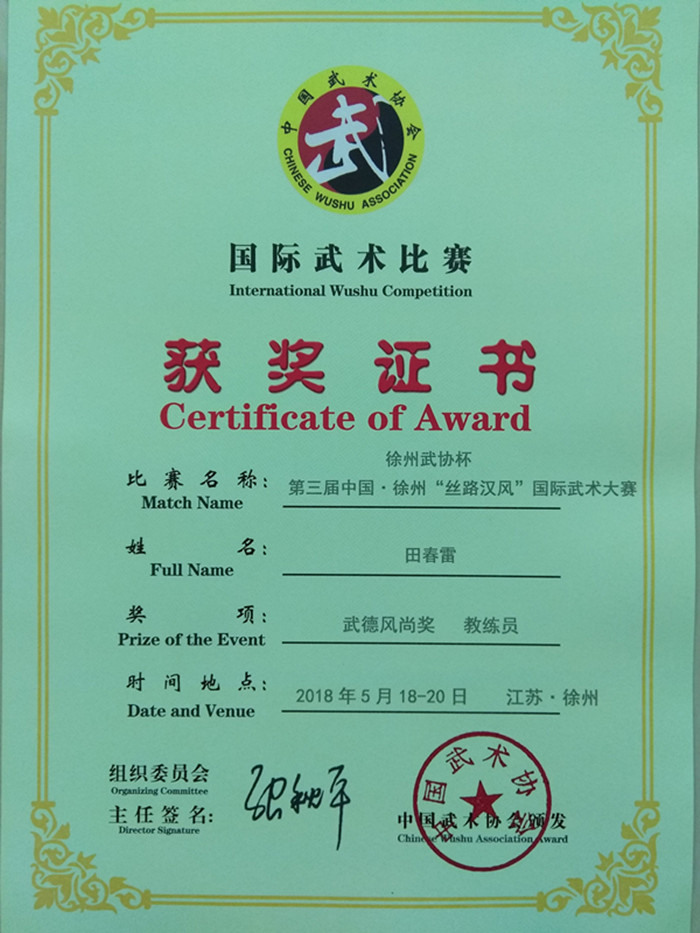 中国武术协会
武
CHINESE WUSHU ASSOCIATION
国际武术比赛
International Wushu Competition
获奖证书
Certificate of Award
徐州武协杯
比赛名称: 第三届中国·徐州“丝路汉风”国际武术大赛
Match Name
姓名: 田春雷
Full Name
奖项: 武德风尚奖 教练员
Prize of the Event
时间地点: 2018年5月18-20日 江苏·徐州
Date and Venue
组织委员会
Organizing Committee
主任签名:
Director Signature
中国武术协会
中国武术协会颁发
Chinese Wushu Association Award